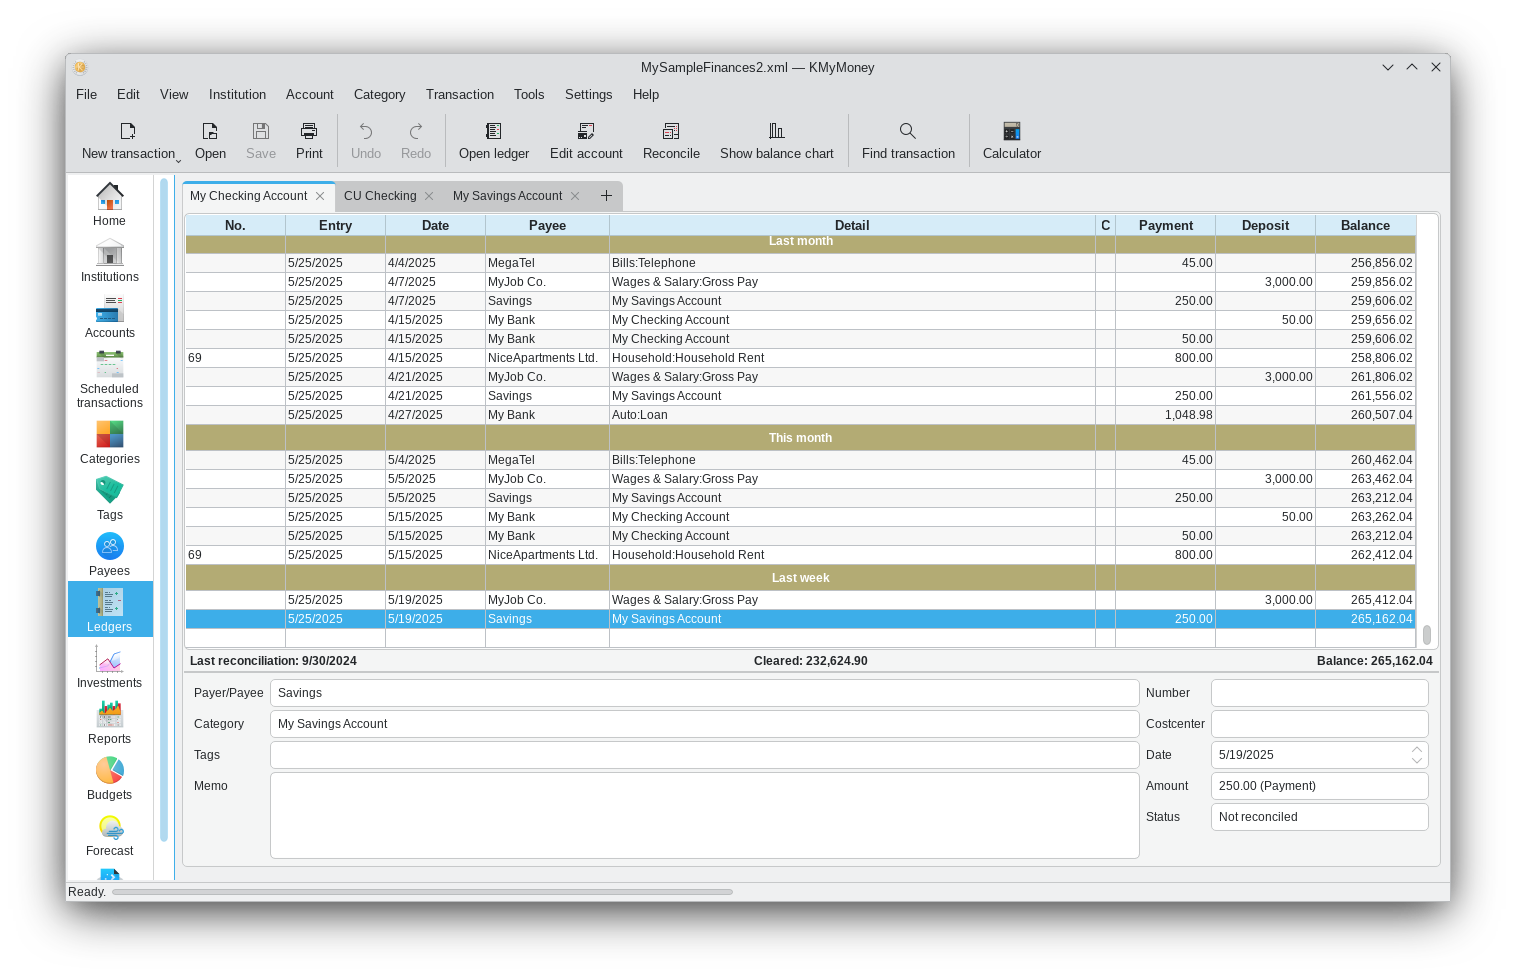 MySampleFinances2.xml — KMyMoney
File Edit View Institution Account Category Transaction Tools Settings Help
New transaction Open Save Print Undo Redo Open ledger Edit account Reconcile Show balance chart Find transaction Calculator
Home
Institutions
Accounts
Scheduled
transactions
Categories
Tags
Payees
Ledgers
Investments
Reports
Budgets
Forecast
My Checking Account CU Checking My Savings Account
No. Entry Date Payee Detail C Payment Deposit Balance
Last month
5/25/2025 4/4/2025 MegaTel Bills:Telephone 45.00 256,856.02
5/25/2025 4/7/2025 MyJob Co. Wages & Salary:Gross Pay 3,000.00 259,856.02
5/25/2025 4/7/2025 Savings My Savings Account 250.00 259,606.02
5/25/2025 4/15/2025 My Bank My Checking Account 50.00 259,656.02
5/25/2025 4/15/2025 My Bank My Checking Account 50.00 259,606.02
69 5/25/2025 4/15/2025 NiceApartments Ltd. Household:Household Rent 800.00 258,806.02
5/25/2025 4/21/2025 MyJob Co. Wages & Salary:Gross Pay 3,000.00 261,806.02
5/25/2025 4/21/2025 Savings My Savings Account 250.00 261,556.02
5/25/2025 4/27/2025 My Bank Auto:Loan 1,048.98 260,507.04
This month
5/25/2025 5/4/2025 MegaTel Bills:Telephone 45.00 260,462.04
5/25/2025 5/5/2025 MyJob Co. Wages & Salary:Gross Pay 3,000.00 263,462.04
5/25/2025 5/5/2025 Savings My Savings Account 250.00 263,212.04
5/25/2025 5/15/2025 My Bank My Checking Account 50.00 263,262.04
5/25/2025 5/15/2025 My Bank My Checking Account 50.00 263,212.04
69 5/25/2025 5/15/2025 NiceApartments Ltd. Household:Household Rent 800.00 262,412.04
Last week
5/25/2025 5/19/2025 MyJob Co. Wages & Salary:Gross Pay 3,000.00 265,412.04
5/25/2025 5/19/2025 Savings My Savings Account 250.00 265,162.04
Last reconciliation: 9/30/2024 Cleared: 232,624.90 Balance: 265,162.04
Payer/Payee Savings Number
Category My Savings Account Costcenter
Tags Date 5/19/2025
Memo Amount 250.00 (Payment)
Status Not reconciled
Ready.